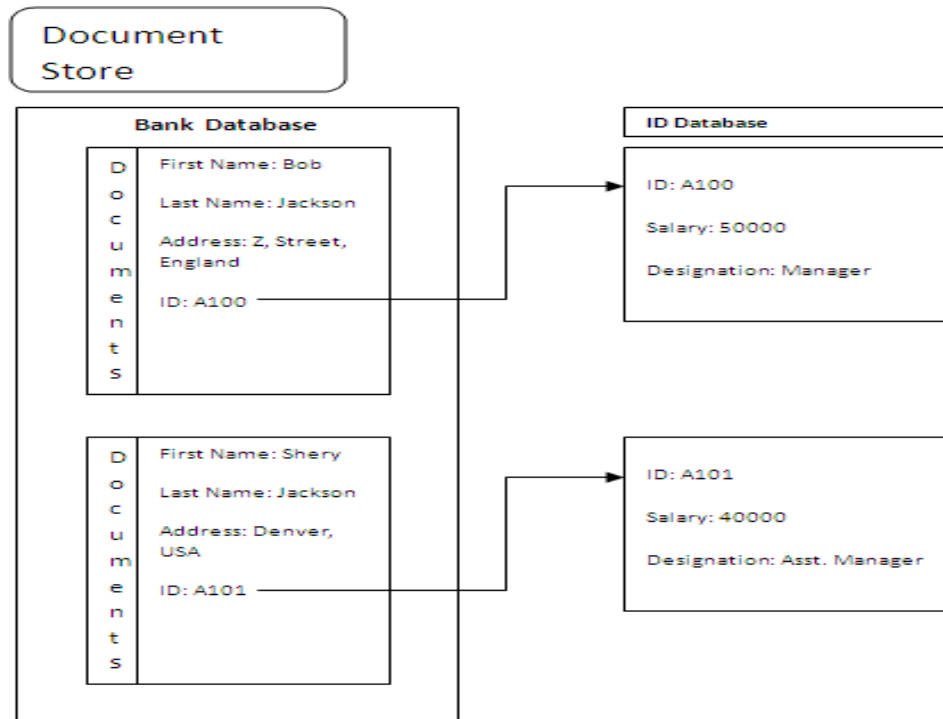 Document
Store
Bank Database
Documents
First Name: Bob
Last Name: Jackson
Address: Z, Street,
England
ID: A100
Documents
First Name: Shery
Last Name: Jackson
Address: Denver,
USA
ID: A101
ID Database
ID: A100
Salary: 50000
Designation: Manager
ID: A101
Salary: 40000
Designation: Asst. Manager